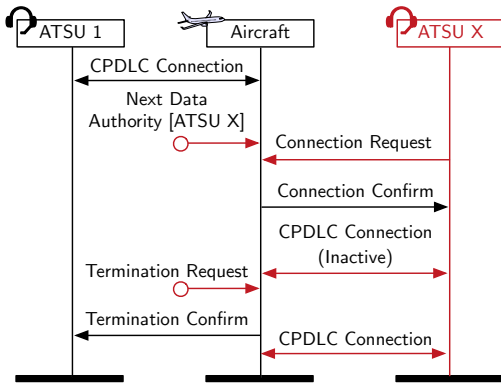 ATSU 1
Aircraft
ATSU X
CPDLC Connection
Next Data
Authority [ATSU X]
Connection Request
Connection Confirm
CPDLC Connection
(Inactive)
Termination Request
Termination Confirm
CPDLC Connection